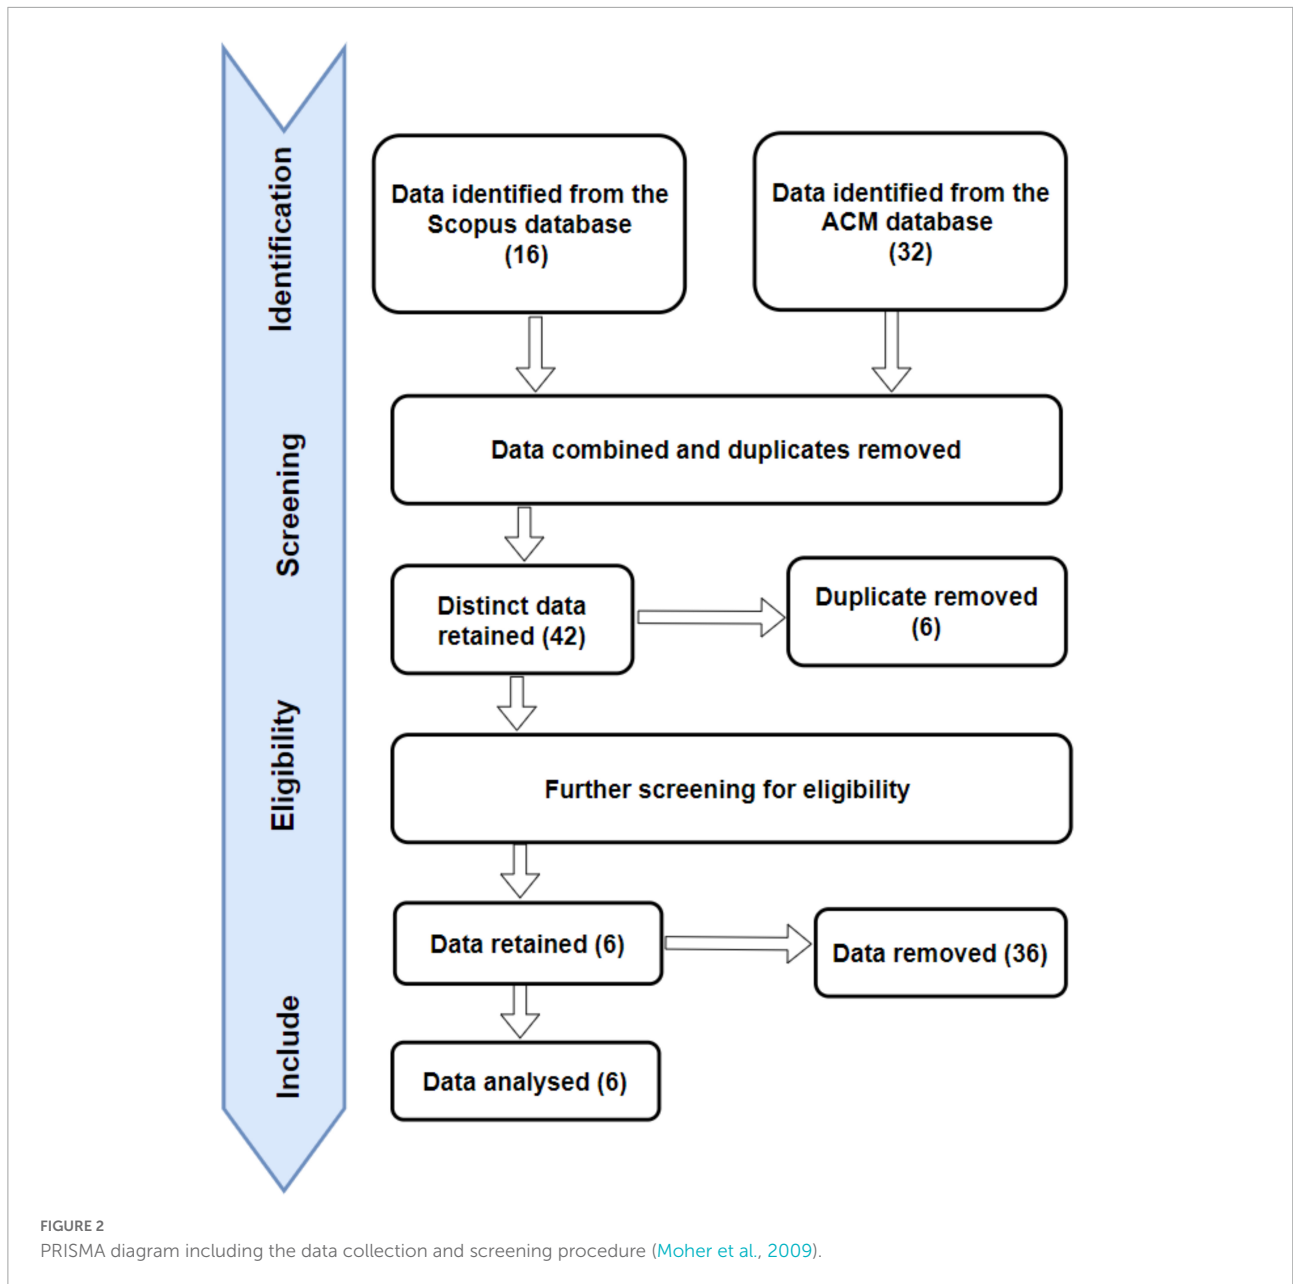 Identification
Data identified from the
Scopus database
(16)
Data identified from the
ACM database
(32)
Screening
Data combined and duplicates removed
Distinct data
retained (42)
Duplicate removed
(6)
Eligibility
Further screening for eligibility
Data retained (6)
Data removed (36)
Include
Data analysed (6)
FIGURE 2
PRISMA diagram including the data collection and screening procedure (Moher et al., 2009).